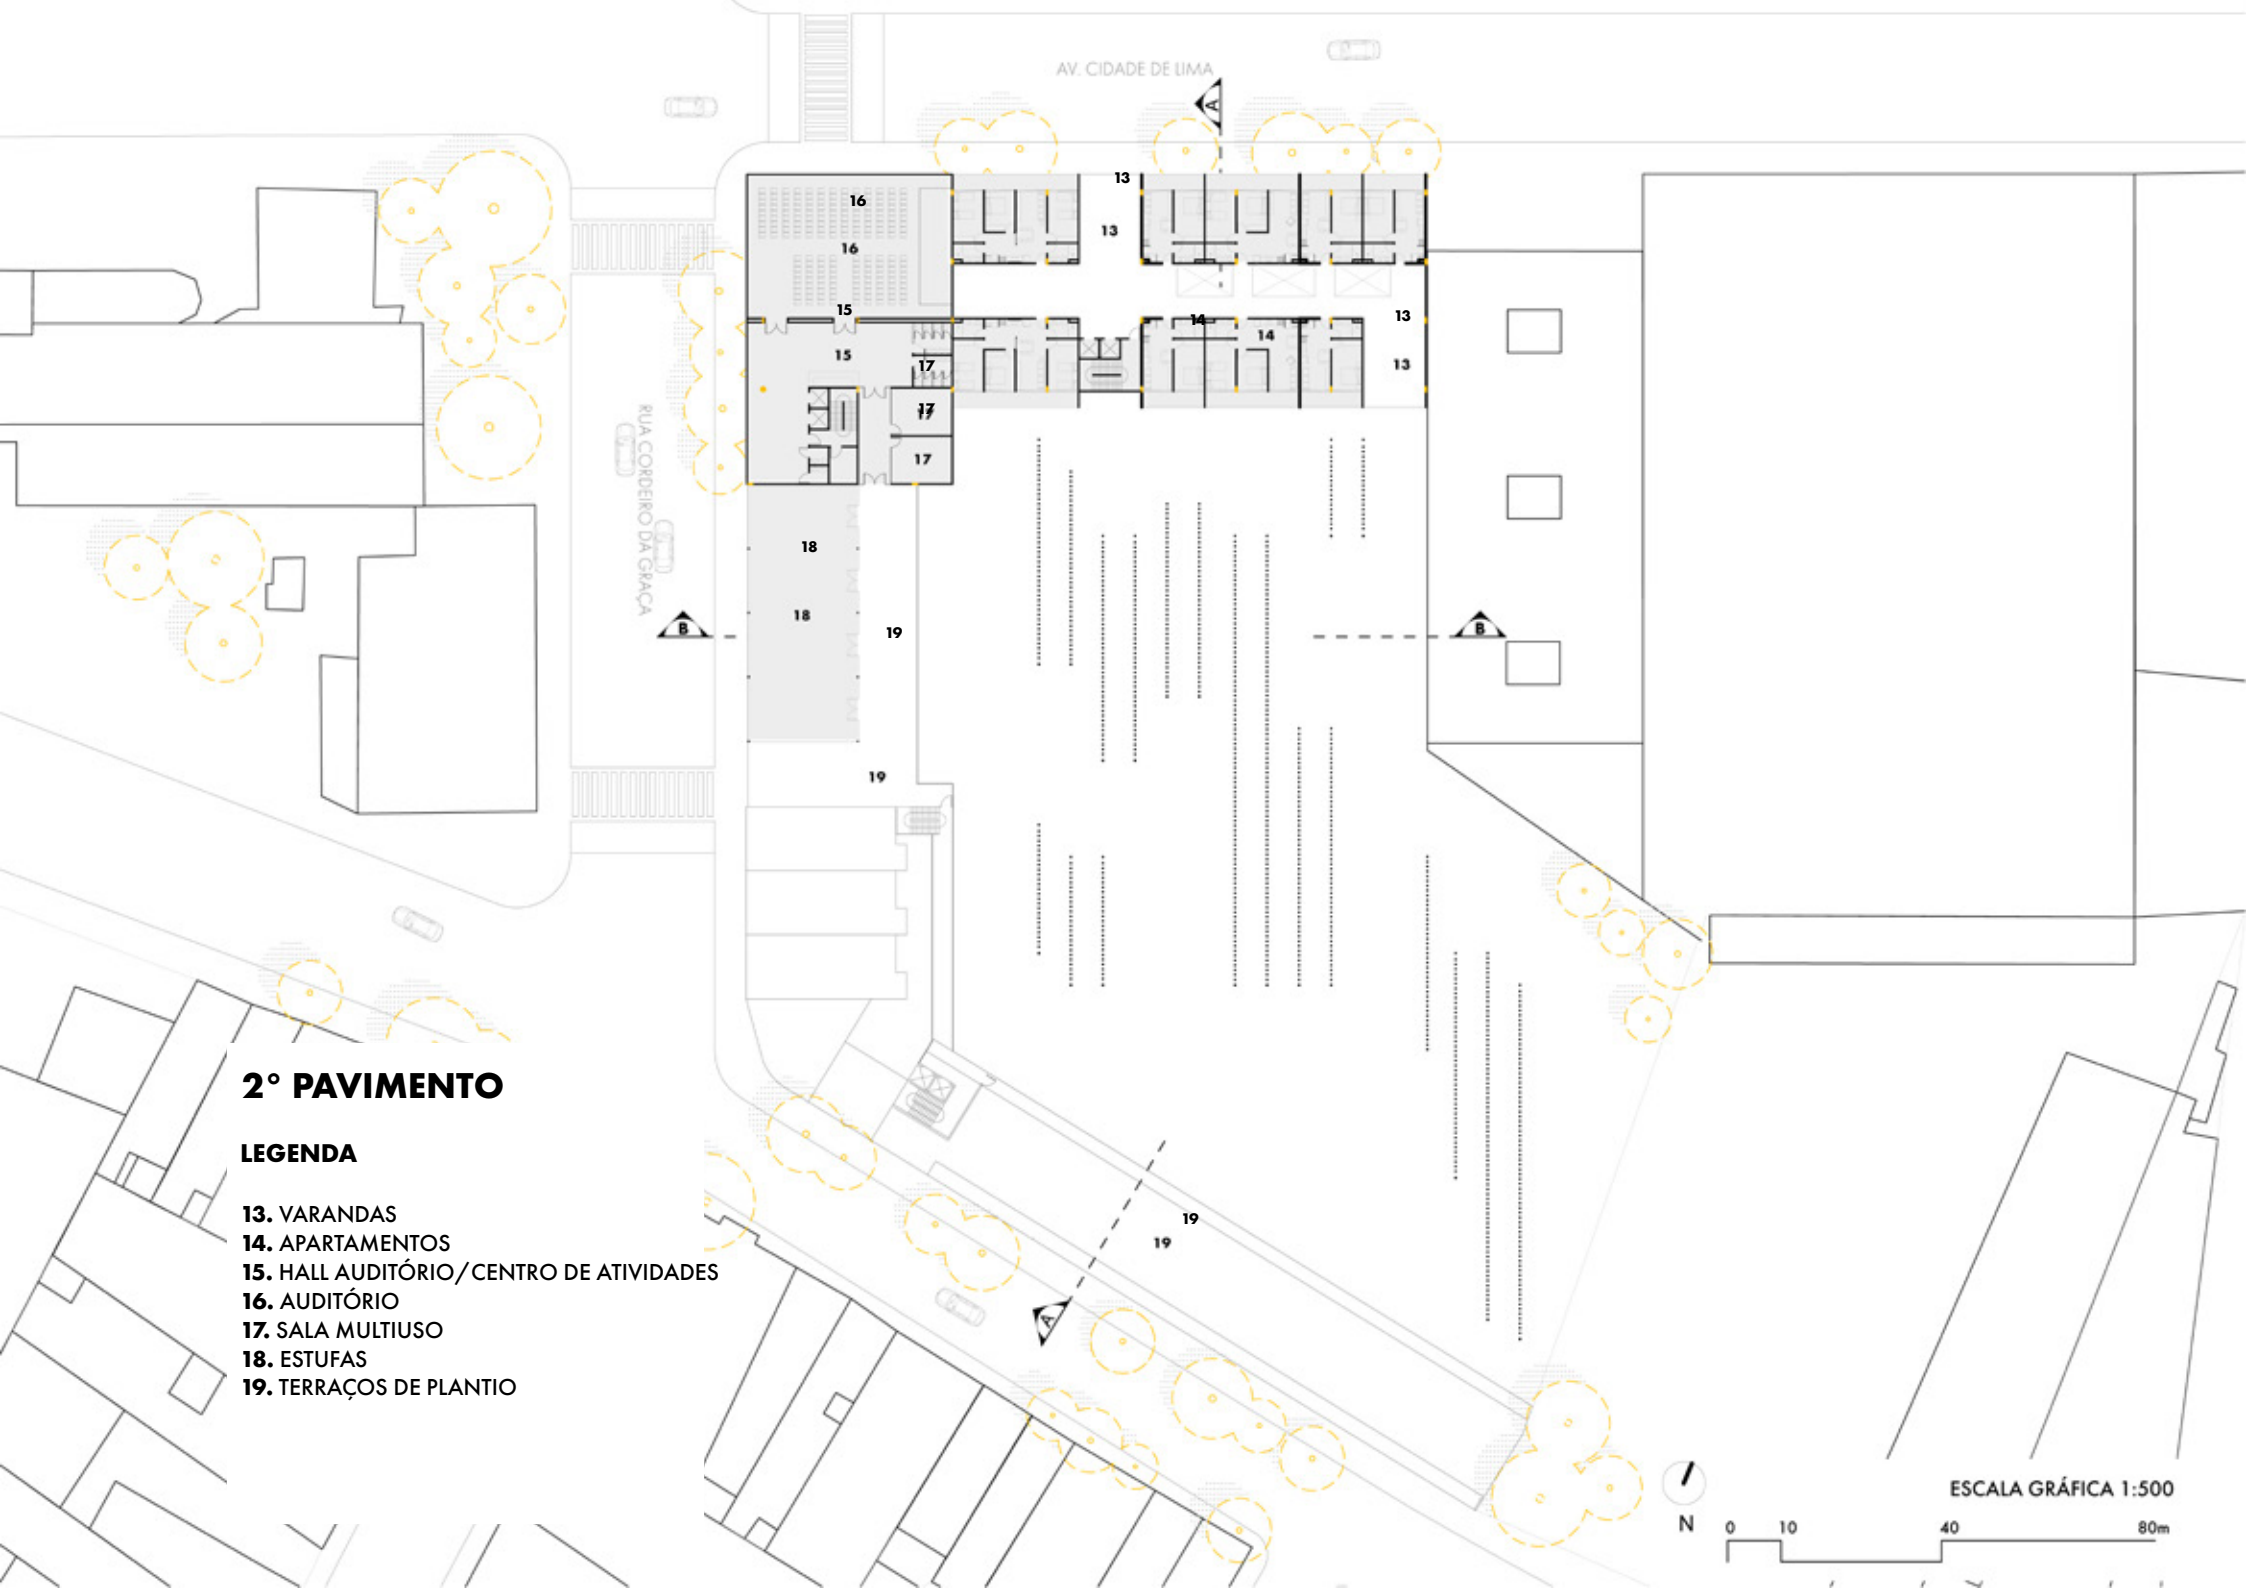 AV. CIDADE DE LIMA
A
13
16
13
16
15
13
14
14
15
13
17
17
17
17
RUA CORDEIRO DA GRAÇA
18
18
B
19
B
19
2° PAVIMENTO
LEGENDA
13. VARANDAS
14. APARTAMENTOS
15. HALL AUDITÓRIO/CENTRO DE ATIVIDADES
16. AUDITÓRIO
17. SALA MULTIUSO
18. ESTUFAS
19. TERRAÇOS DE PLANTIO
19
19
A
N
ESCALA GRÁFICA 1:500
0 10 40 80m